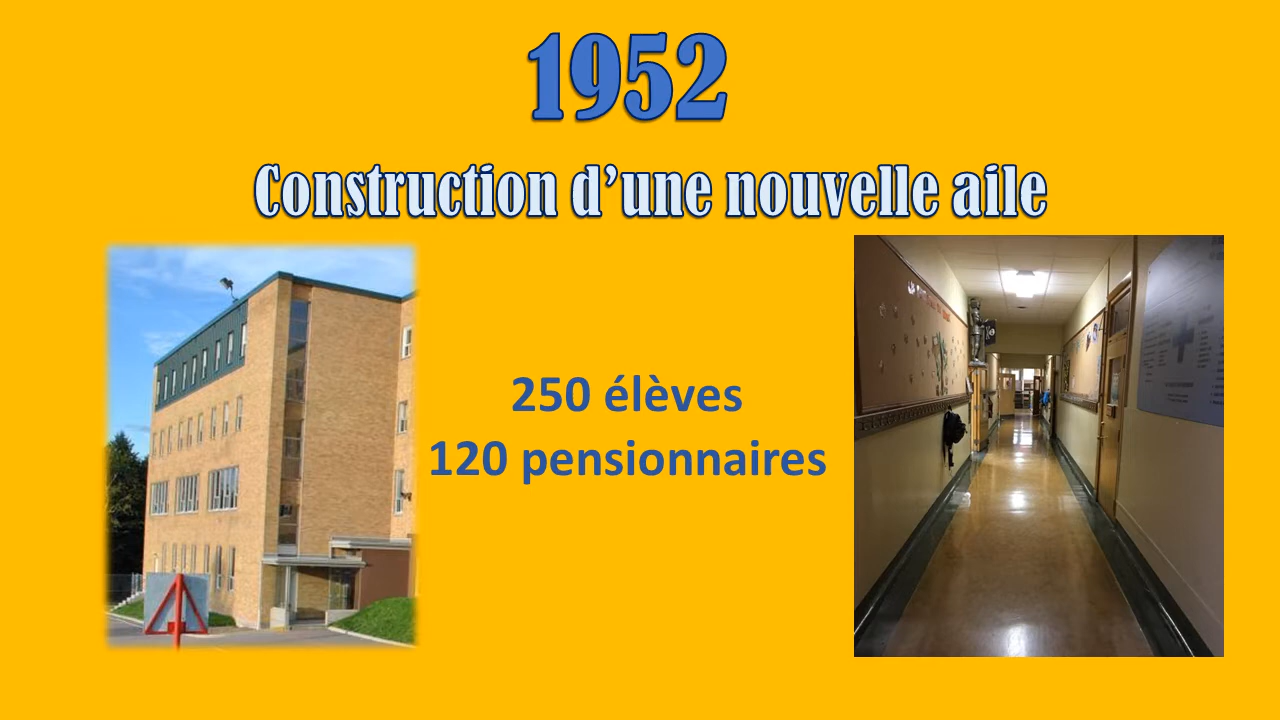 1952
Construction d’une nouvelle aile
250 élèves
120 pensionnaires